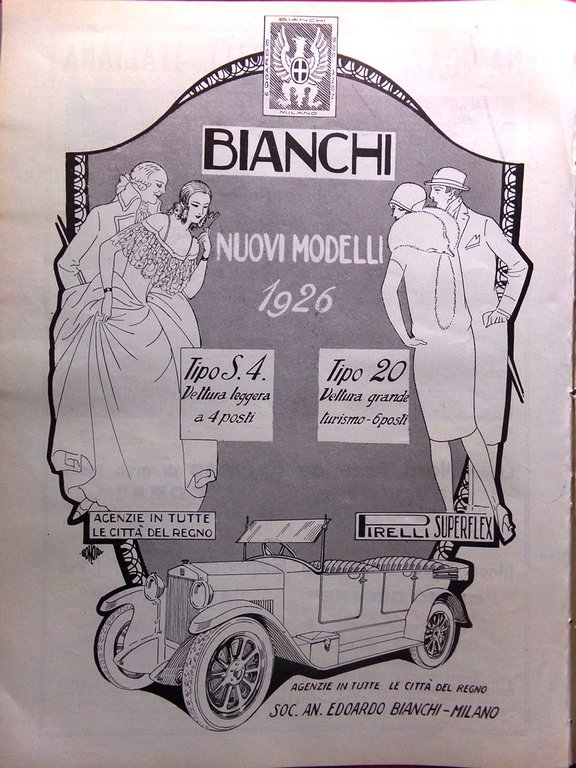 BIANCHI
MILANO
BIANCHI
NUOVI MODELLI
1926
Tipo S.4.
Vettura leggera
a 4 posti
Tipo 20
Vettura grande
turismo-6 posti
AGENZIE IN TUTTE
LE CITTÀ DEL REGNO
PIRELLI SUPERFLEX
AGENZIE IN TUTTE LE CITTÀ DEL REGNO
SOC. AN. EDOARDO BIANCHI-MILANO